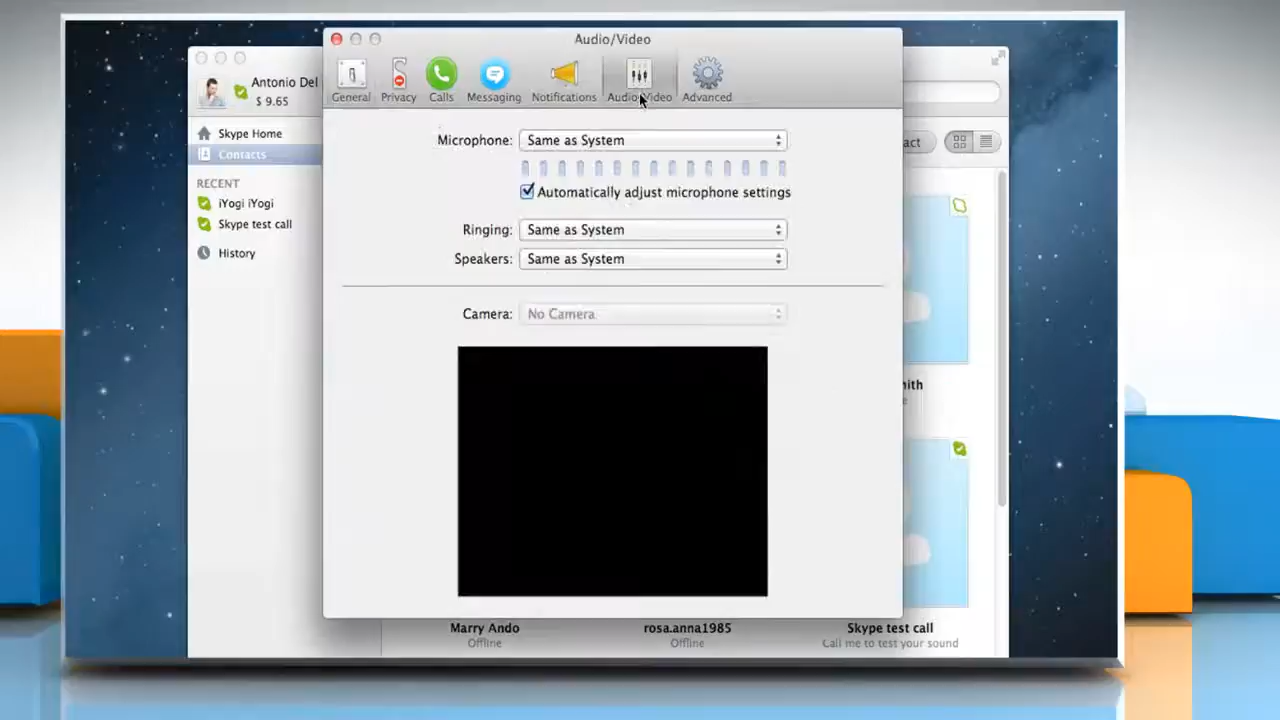 Audio/Video
General
Privacy
Calls
Messaging
Notifications
Audio/Video
Advanced
Antonio Del
$ 9.65
Skype Home
Contacts
RECENT
iYogi iYogi
Skype test call
History
Microphone: Same as System
Automatically adjust microphone settings
Ringing: Same as System
Speakers: Same as System
Camera: No Camera
act
ith
e
Marry Ando
Offline
rosa.anna1985
Offline
Skype test call
Call me to test your sound